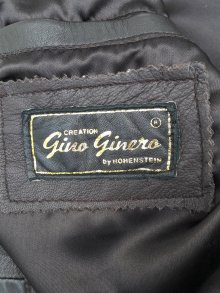 CREATION
Gino Ginero ®
by HOHENSTEIN